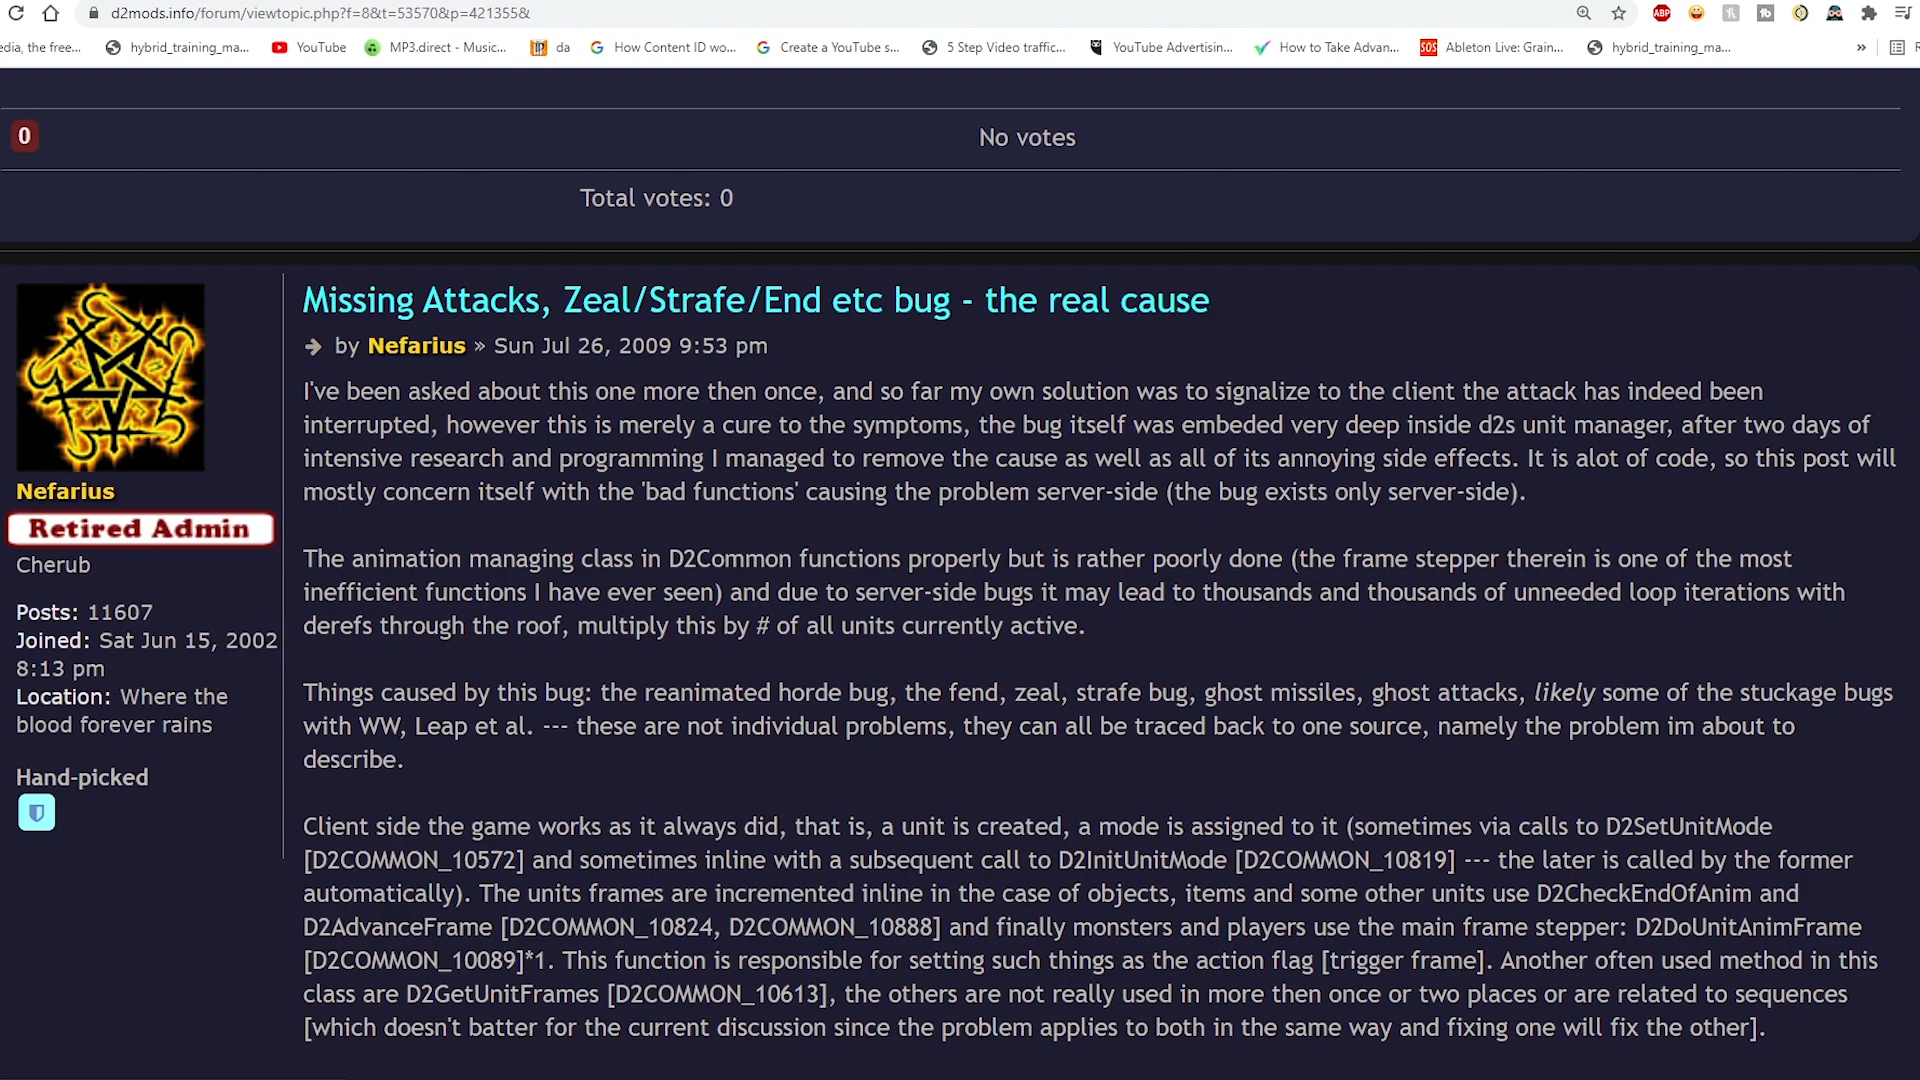 d2mods.info/forum/viewtopic.php?f=8&t=53570&p=421355&
ABP
edia, the free...
hybrid_training_ma...
YouTube
MP3.direct - Music...
da
How Content ID wo...
Create a YouTube s...
5 Step Video traffic...
YouTube Advertisin...
How to Take Advan...
SOS
Ableton Live: Grain...
hybrid_training_ma...
»
0
No votes
Total votes: 0
Missing Attacks, Zeal/Strafe/End etc bug - the real cause
by Nefarius » Sun Jul 26, 2009 9:53 pm
I've been asked about this one more then once, and so far my own solution was to signalize to the client the attack has indeed been
interrupted, however this is merely a cure to the symptoms, the bug itself was embeded very deep inside d2s unit manager, after two days of
intensive research and programming I managed to remove the cause as well as all of its annoying side effects. It is alot of code, so this post will
mostly concern itself with the 'bad functions' causing the problem server-side (the bug exists only server-side).
The animation managing class in D2Common functions properly but is rather poorly done (the frame stepper therein is one of the most
inefficient functions I have ever seen) and due to server-side bugs it may lead to thousands and thousands of unneeded loop iterations with
derefs through the roof, multiply this by # of all units currently active.
Things caused by this bug: the reanimated horde bug, the fend, zeal, strafe bug, ghost missiles, ghost attacks, likely some of the stuckage bugs
with WW, Leap et al. --- these are not individual problems, they can all be traced back to one source, namely the problem im about to
describe.
Client side the game works as it always did, that is, a unit is created, a mode is assigned to it (sometimes via calls to D2SetUnitMode
[D2COMMON_10572] and sometimes inline with a subsequent call to D2InitUnitMode [D2COMMON_10819] --- the later is called by the former
automatically). The units frames are incremented inline in the case of objects, items and some other units use D2CheckEndOfAnim and
D2AdvanceFrame [D2COMMON_10824, D2COMMON_10888] and finally monsters and players use the main frame stepper: D2DoUnitAnimFrame
[D2COMMON_10089]*1. This function is responsible for setting such things as the action flag [trigger frame]. Another often used method in this
class are D2GetUnitFrames [D2COMMON_10613], the others are not really used in more then once or two places or are related to sequences
[which doesn't batter for the current discussion since the problem applies to both in the same way and fixing one will fix the other].
Nefarius
Retired Admin
Cherub
Posts: 11607
Joined: Sat Jun 15, 2002
8:13 pm
Location: Where the
blood forever rains
Hand-picked